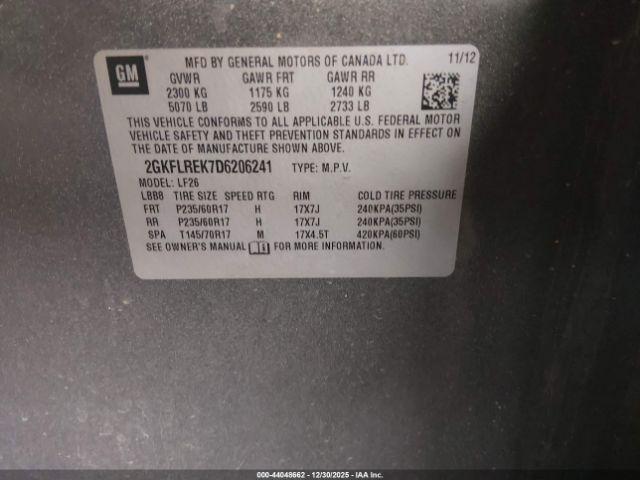 GM
MFD BY GENERAL MOTORS OF CANADA LTD. 11/12
GVWR GAWR FRT GAWR RR
2300 KG 1175 KG 1240 KG
5070 LB 2590 LB 2733 LB
THIS VEHICLE CONFORMS TO ALL APPLICABLE U.S. FEDERAL MOTOR
VEHICLE SAFETY AND THEFT PREVENTION STANDARDS IN EFFECT ON
THE DATE OF MANUFACTURE SHOWN ABOVE.
2GKFLREK7D6206241 TYPE: M.P.V.
MODEL: LF26
LBB8 TIRE SIZE SPEED RTG RIM COLD TIRE PRESSURE
FRT P235/60R17 H 17X7J 240KPA(35PSI)
RR P235/60R17 H 17X7J 240KPA(35PSI)
SPA T145/70R17 M 17X4.5T 420KPA(60PSI)
SEE OWNER'S MANUAL FOR MORE INFORMATION.
© - 44048662 - 12/30/2025 - IAA Inc.